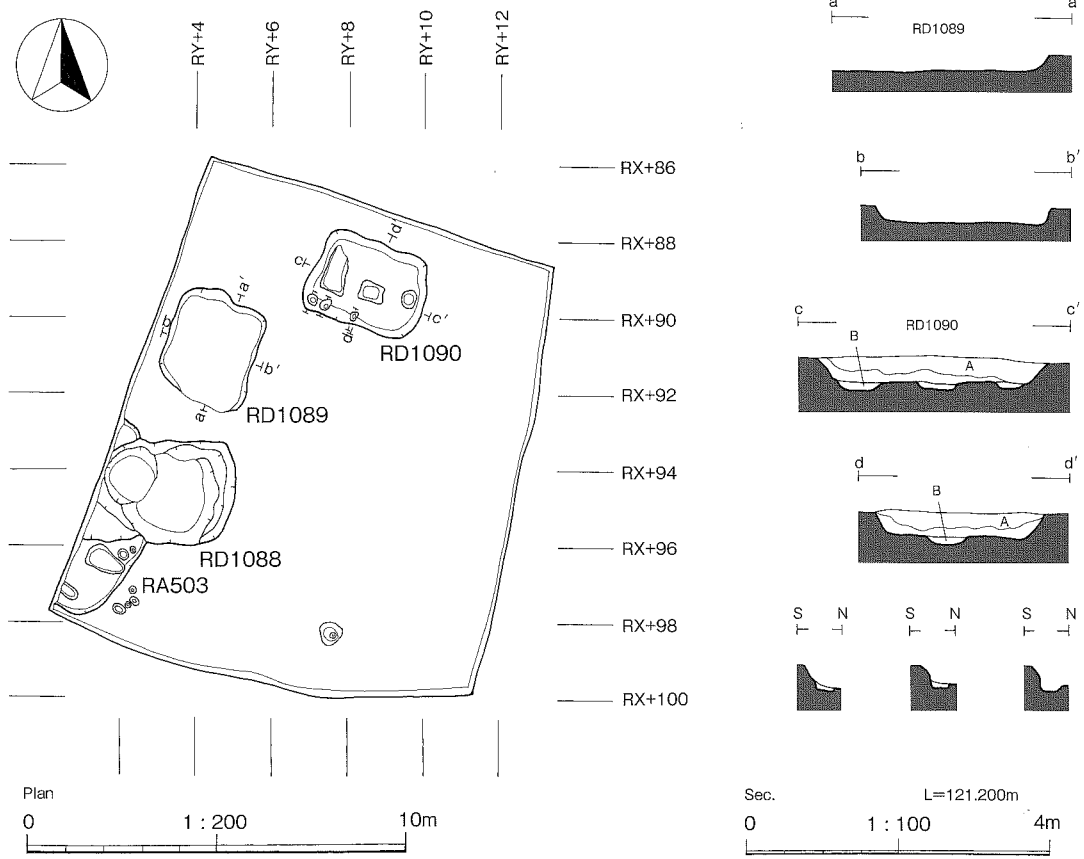 RY+4
RY+6
RY+8
RY+10
RY+12
RX+86
RX+88
RX+90
RX+92
RX+94
RX+96
RX+98
RX+100
d'
c
c'
d
RD1090
a'
b
b'
a
RD1089
RD1088
RA503
Plan
0 1 : 200 10m
a a'
RD1089
b b'
c c'
RD1090
B
A
d d'
B
A
S N S N S N
Sec. L=121.200m
0 1 : 100 4m